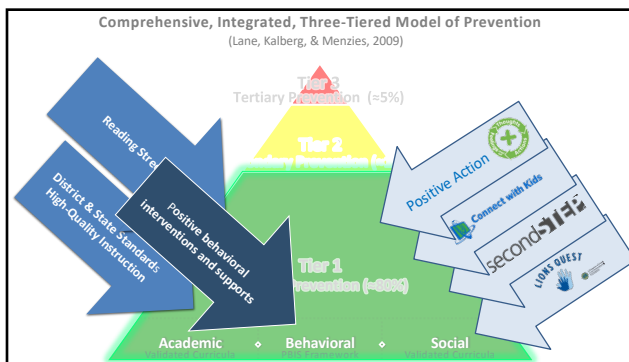 Comprehensive, Integrated, Three-Tiered Model of Prevention
(Lane, Kalberg, & Menzies, 2009)
Tier 3
Tertiary Prevention (≈5%)
Tier 2
Prevention
Tier 1
Prevention (≈80%)
Reading
District & State Standards
High-Quality Instruction
Positive behavioral
interventions and supports
Positive Action
Thoughts
Connect with Kids
secondSTEP
LIONS QUEST
Academic ◇ Behavioral ◇ Social
Validated Curricula PBIS Framework Validated Curricula